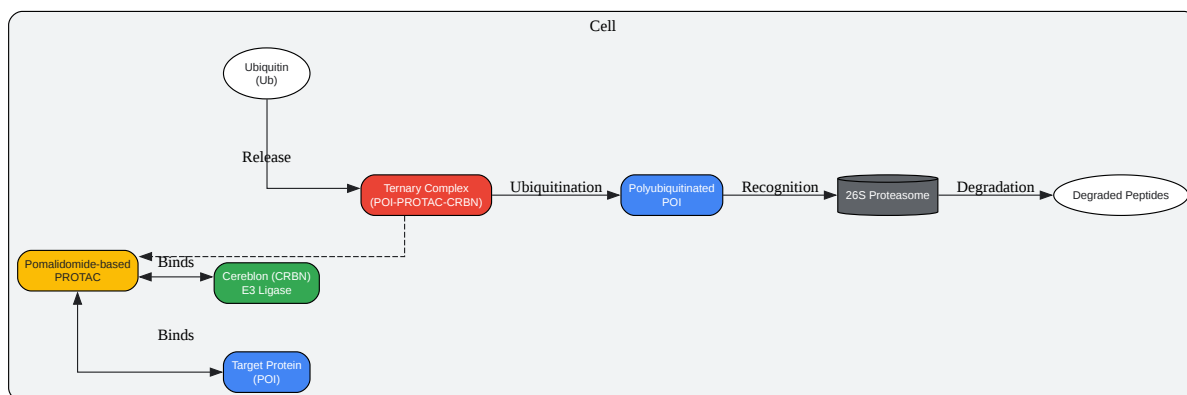 Cell
Ubiquitin
(Ub)
Release
Ternary Complex
(POI-PROTAC-CRBN)
Ubiquitination
Polyubiquitinated
POI
Recognition
26S Proteasome
Degradation
Degraded Peptides
Pomalidomide-based
PROTAC
Binds
Cereblon (CRBN)
E3 Ligase
Binds
Target Protein
(POI)